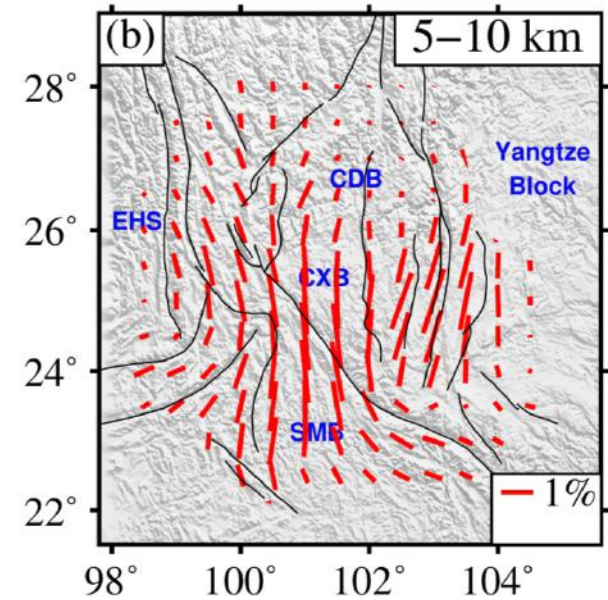 (b)
5–10 km
28°
26°
24°
22°
Yangtze
Block
CDB
EHS
CXB
SMB
1%
98°
100°
102°
104°